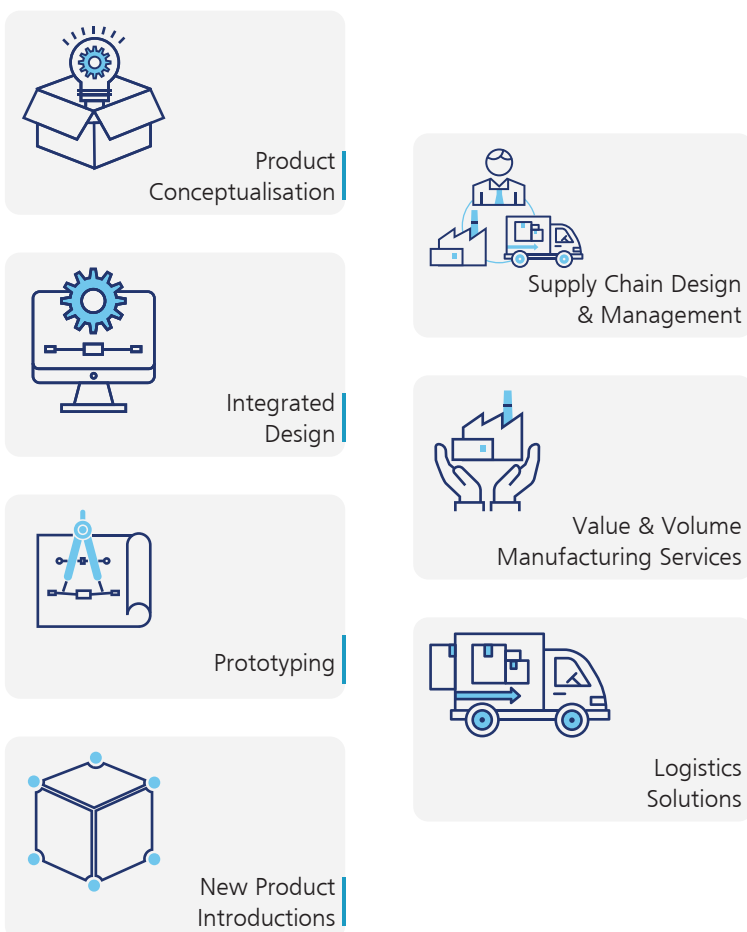 Product
Conceptualisation
Integrated
Design
Prototyping
New Product
Introductions
Supply Chain Design
& Management
Value & Volume
Manufacturing Services
Logistics
Solutions